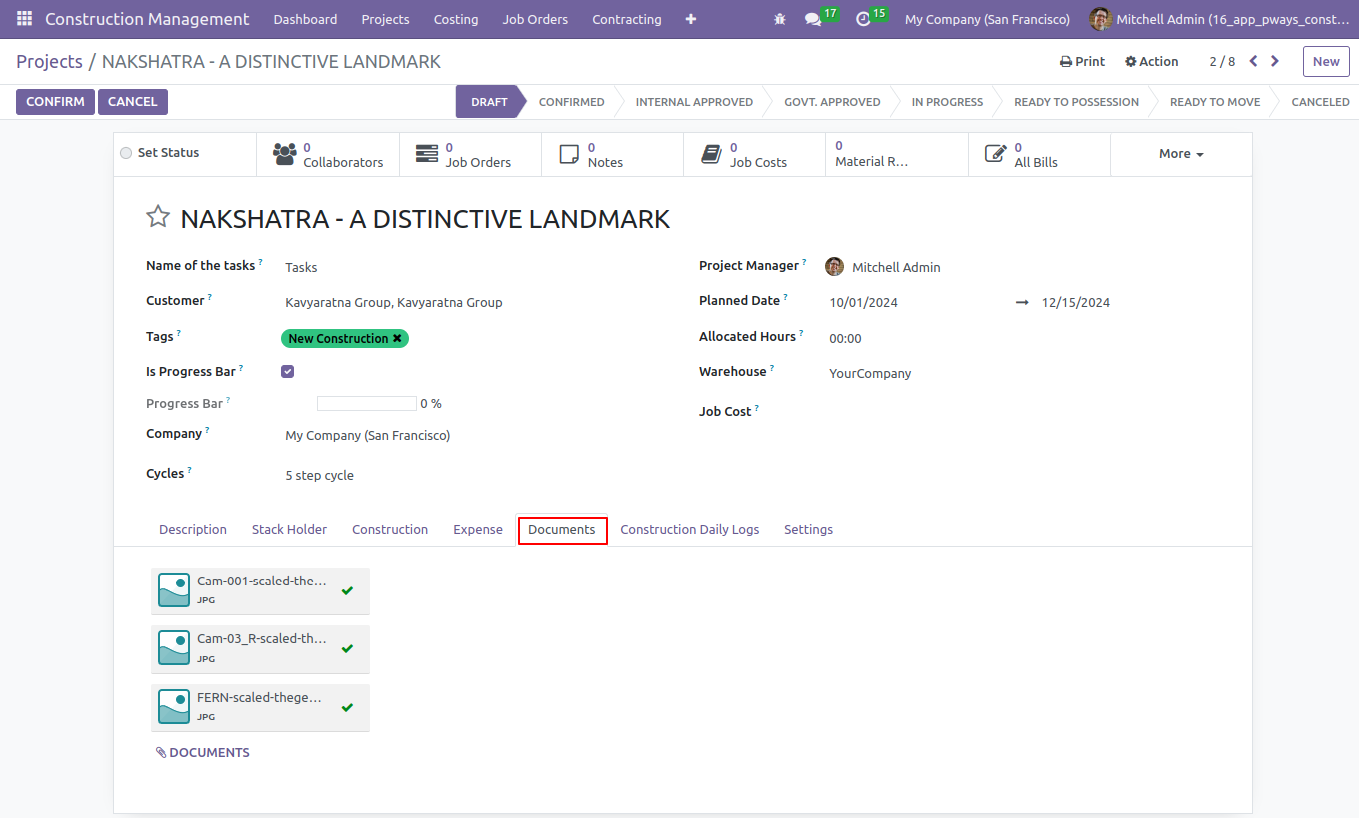 Construction Management Dashboard Projects Costing Job Orders Contracting 17 15 My Company (San Francisco) Mitchell Admin (16_app_pways_const...
Projects / NAKSHATRA - A DISTINCTIVE LANDMARK Print Action 2 / 8 New
CONFIRM CANCEL DRAFT CONFIRMED INTERNAL APPROVED GOVT. APPROVED IN PROGRESS READY TO POSSESSION READY TO MOVE CANCELED
Set Status 0 Collaborators 0 Job Orders 0 Notes 0 Job Costs 0 Material R... 0 All Bills More
NAKSHATRA - A DISTINCTIVE LANDMARK
Name of the tasks ? Tasks Project Manager ? Mitchell Admin
Customer ? Kavyaratna Group, Kavyaratna Group Planned Date ? 10/01/2024 → 12/15/2024
Tags ? New Construction ✖ Allocated Hours ? 00:00
Is Progress Bar ? Warehouse ? YourCompany
Progress Bar ? 0 %
Job Cost ?
Company ? My Company (San Francisco)
Cycles ? 5 step cycle
Description Stack Holder Construction Expense Documents Construction Daily Logs Settings
Cam-001-scaled-the...
JPG
Cam-03_R-scaled-th...
JPG
FERN-scaled-thege...
JPG
DOCUMENTS